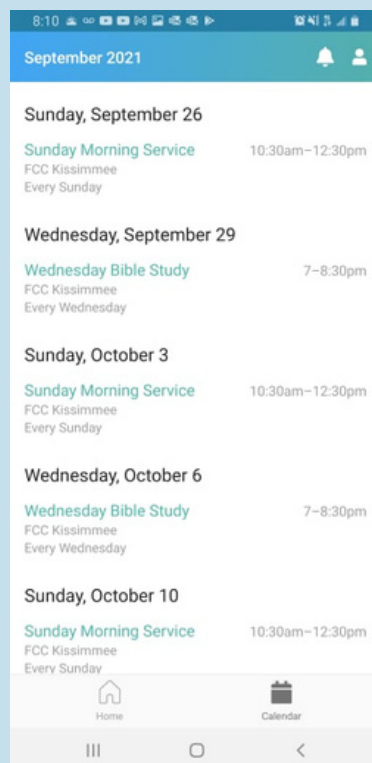 8:10
September 2021
Sunday, September 26
Sunday Morning Service 10:30am–12:30pm
FCC Kissimmee
Every Sunday
Wednesday, September 29
Wednesday Bible Study 7–8:30pm
FCC Kissimmee
Every Wednesday
Sunday, October 3
Sunday Morning Service 10:30am–12:30pm
FCC Kissimmee
Every Sunday
Wednesday, October 6
Wednesday Bible Study 7–8:30pm
FCC Kissimmee
Every Wednesday
Sunday, October 10
Sunday Morning Service 10:30am–12:30pm
FCC Kissimmee
Every Sunday
Home Calendar